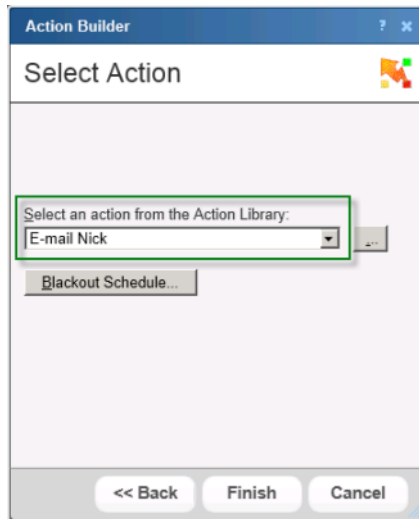 Action Builder ? ×
Select Action
Select an action from the Action Library:
E-mail Nick
...
Blackout Schedule...
<< Back Finish Cancel